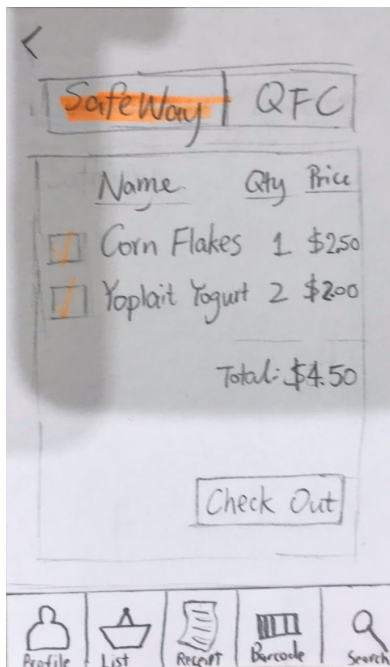 <
SafeWay | QFC
Name Qty Price
Corn Flakes 1 $2.50
Yoplait Yogurt 2 $2.00
Total: $4.50
Check Out
Profile List Receipt Barcode Search